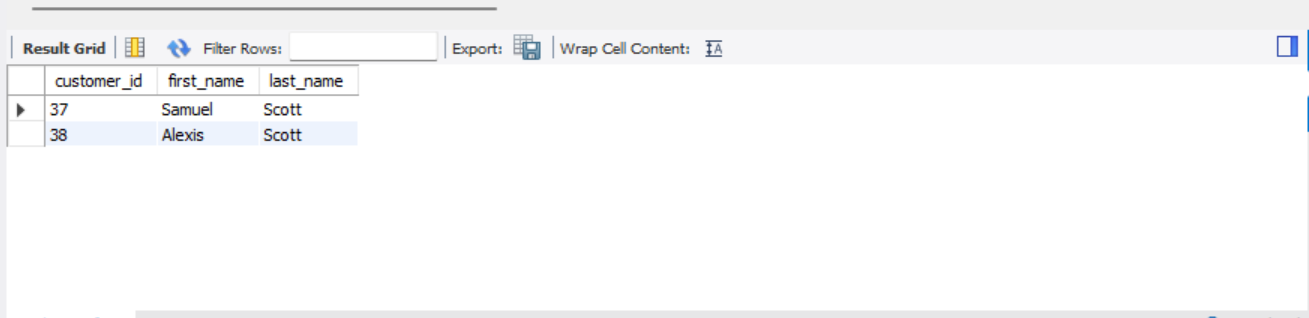 Result Grid Filter Rows: Export: Wrap Cell Content:
customer_id first_name last_name
37 Samuel Scott
38 Alexis Scott